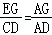 EG/CD = AG/AD